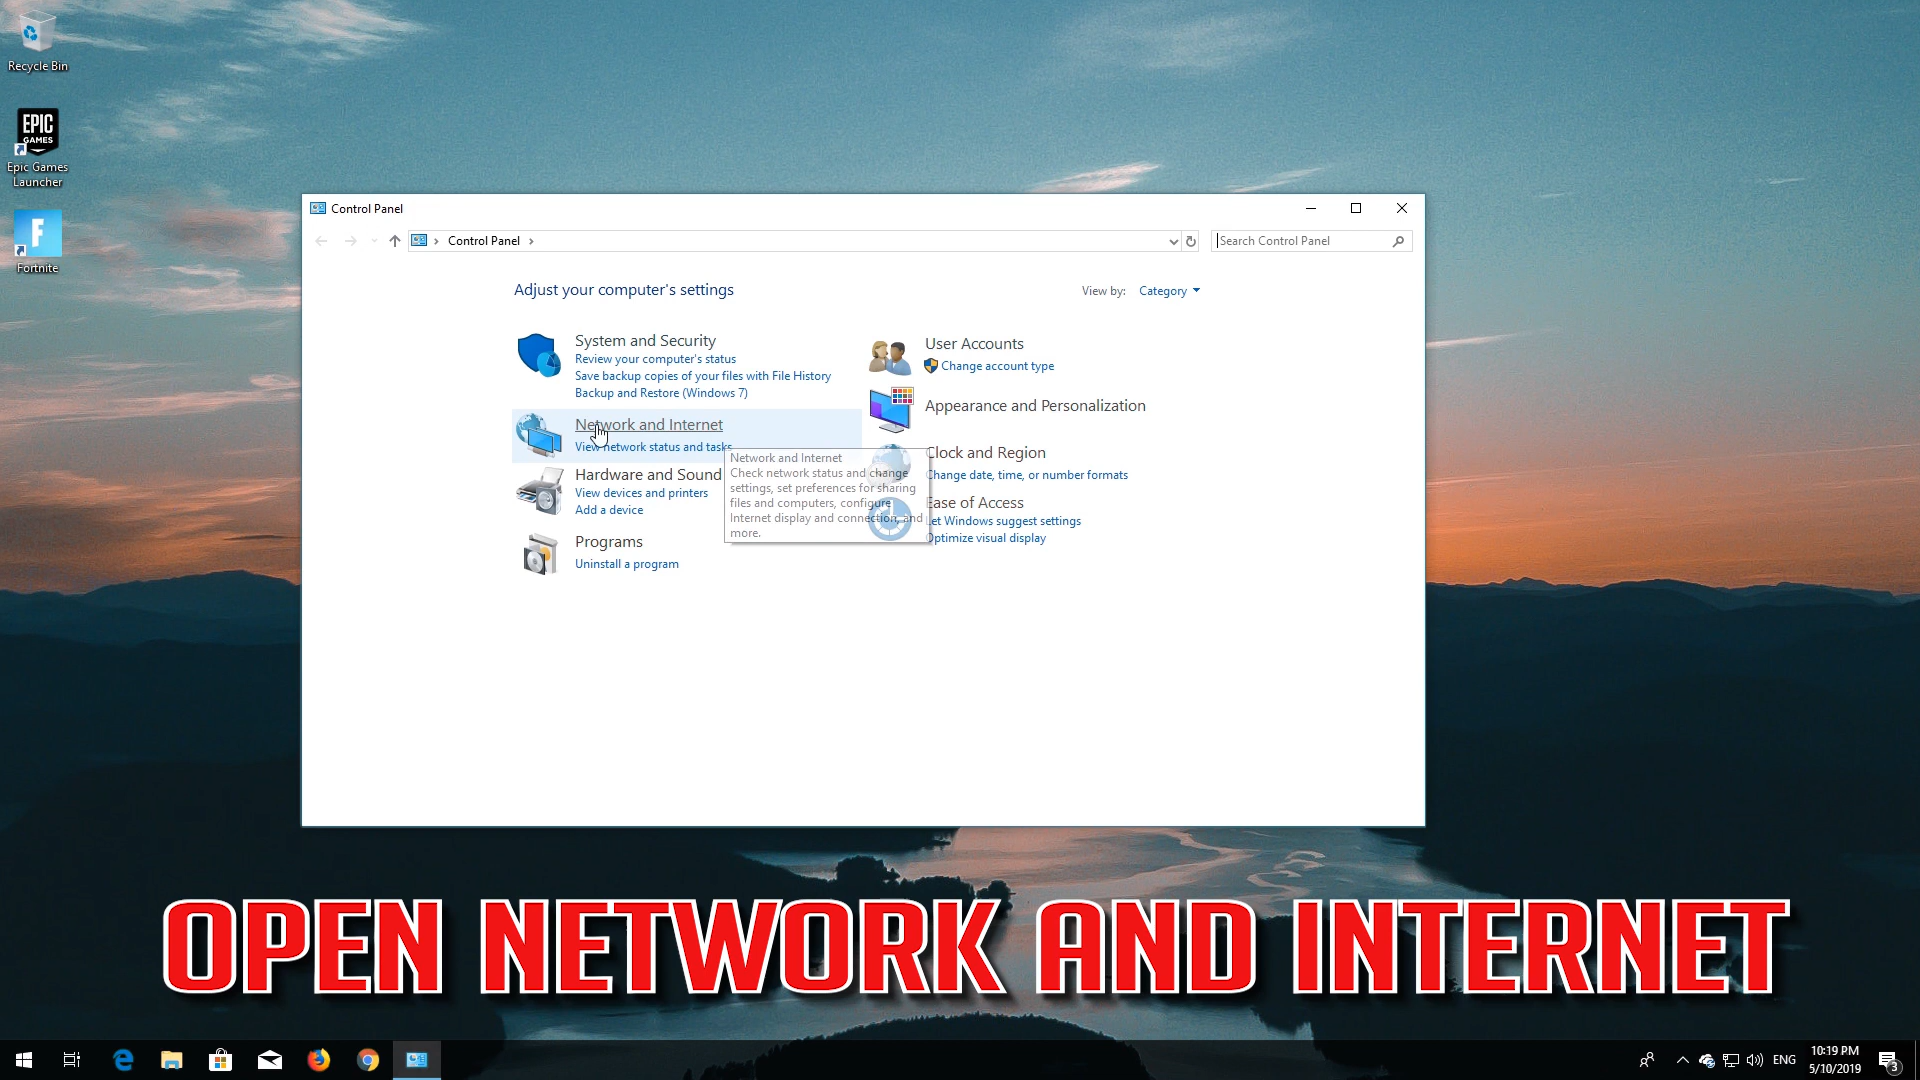 Recycle Bin
EPIC
GAMES
Epic Games
Launcher
F
Fortnite
Control Panel
Control Panel
Search Control Panel
Adjust your computer's settings
View by: Category
System and Security
Review your computer's status
Save backup copies of your files with File History
Backup and Restore (Windows 7)
Network and Internet
View network status and tasks
Hardware and Sound
View devices and printers
Add a device
Programs
Uninstall a program
Network and Internet
Check network status and change
settings, set preferences for sharing
files and computers, configure
Internet display and connection, and
more.
User Accounts
Change account type
Appearance and Personalization
Clock and Region
Change date, time, or number formats
Ease of Access
Let Windows suggest settings
Optimize visual display
OPEN NETWORK AND INTERNET
ENG
10:19 PM
5/10/2019
3